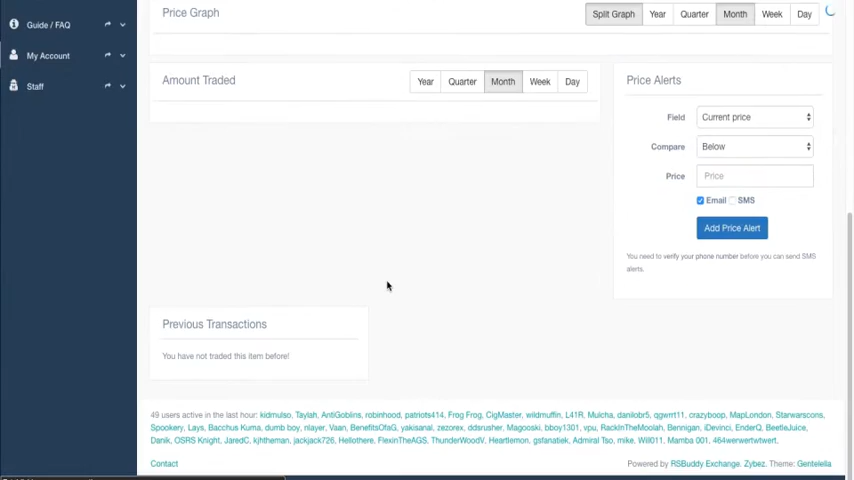 Guide / FAQ
My Account
Staff
Price Graph
Split Graph Year Quarter Month Week Day
Amount Traded
Year Quarter Month Week Day
Price Alerts
Field Current price
Compare Below
Price Price
Email SMS
Add Price Alert
You need to verify your phone number before you can send SMS
alerts.
Previous Transactions
You have not traded this item before!
49 users active in the last hour: kidmulso, Taylah, AntiGoblins, robinhood, patriots414, Frog Frog, CigMaster, wildmuffin, L41R, Muicha, danilobr5, qgwrr11, crazyboop, MapLondon, Starwarscons,
Spookery, Lays, Bacchus Kuma, dumb boy, nlayer, Vaan, BenefitsOfaG, yakisanal, zezorex, ddsrusher, Magooski, bboy1301, vpu, RackInTheMoolah, Bennigan, iDevinci, EnderQ, BeetleJuice,
Danik, OSRS Knight, JaredC, kjhtheman, jackjack726, Hellothere, FlexinTheAGS, ThunderWoodV, Heartlemon, gsfanatiek, Admiral Tso, mike, Will011, Mamba 001, 464werwertwtwert.
Contact
Powered by RSBuddy Exchange, Zybez. Theme: Gentelella